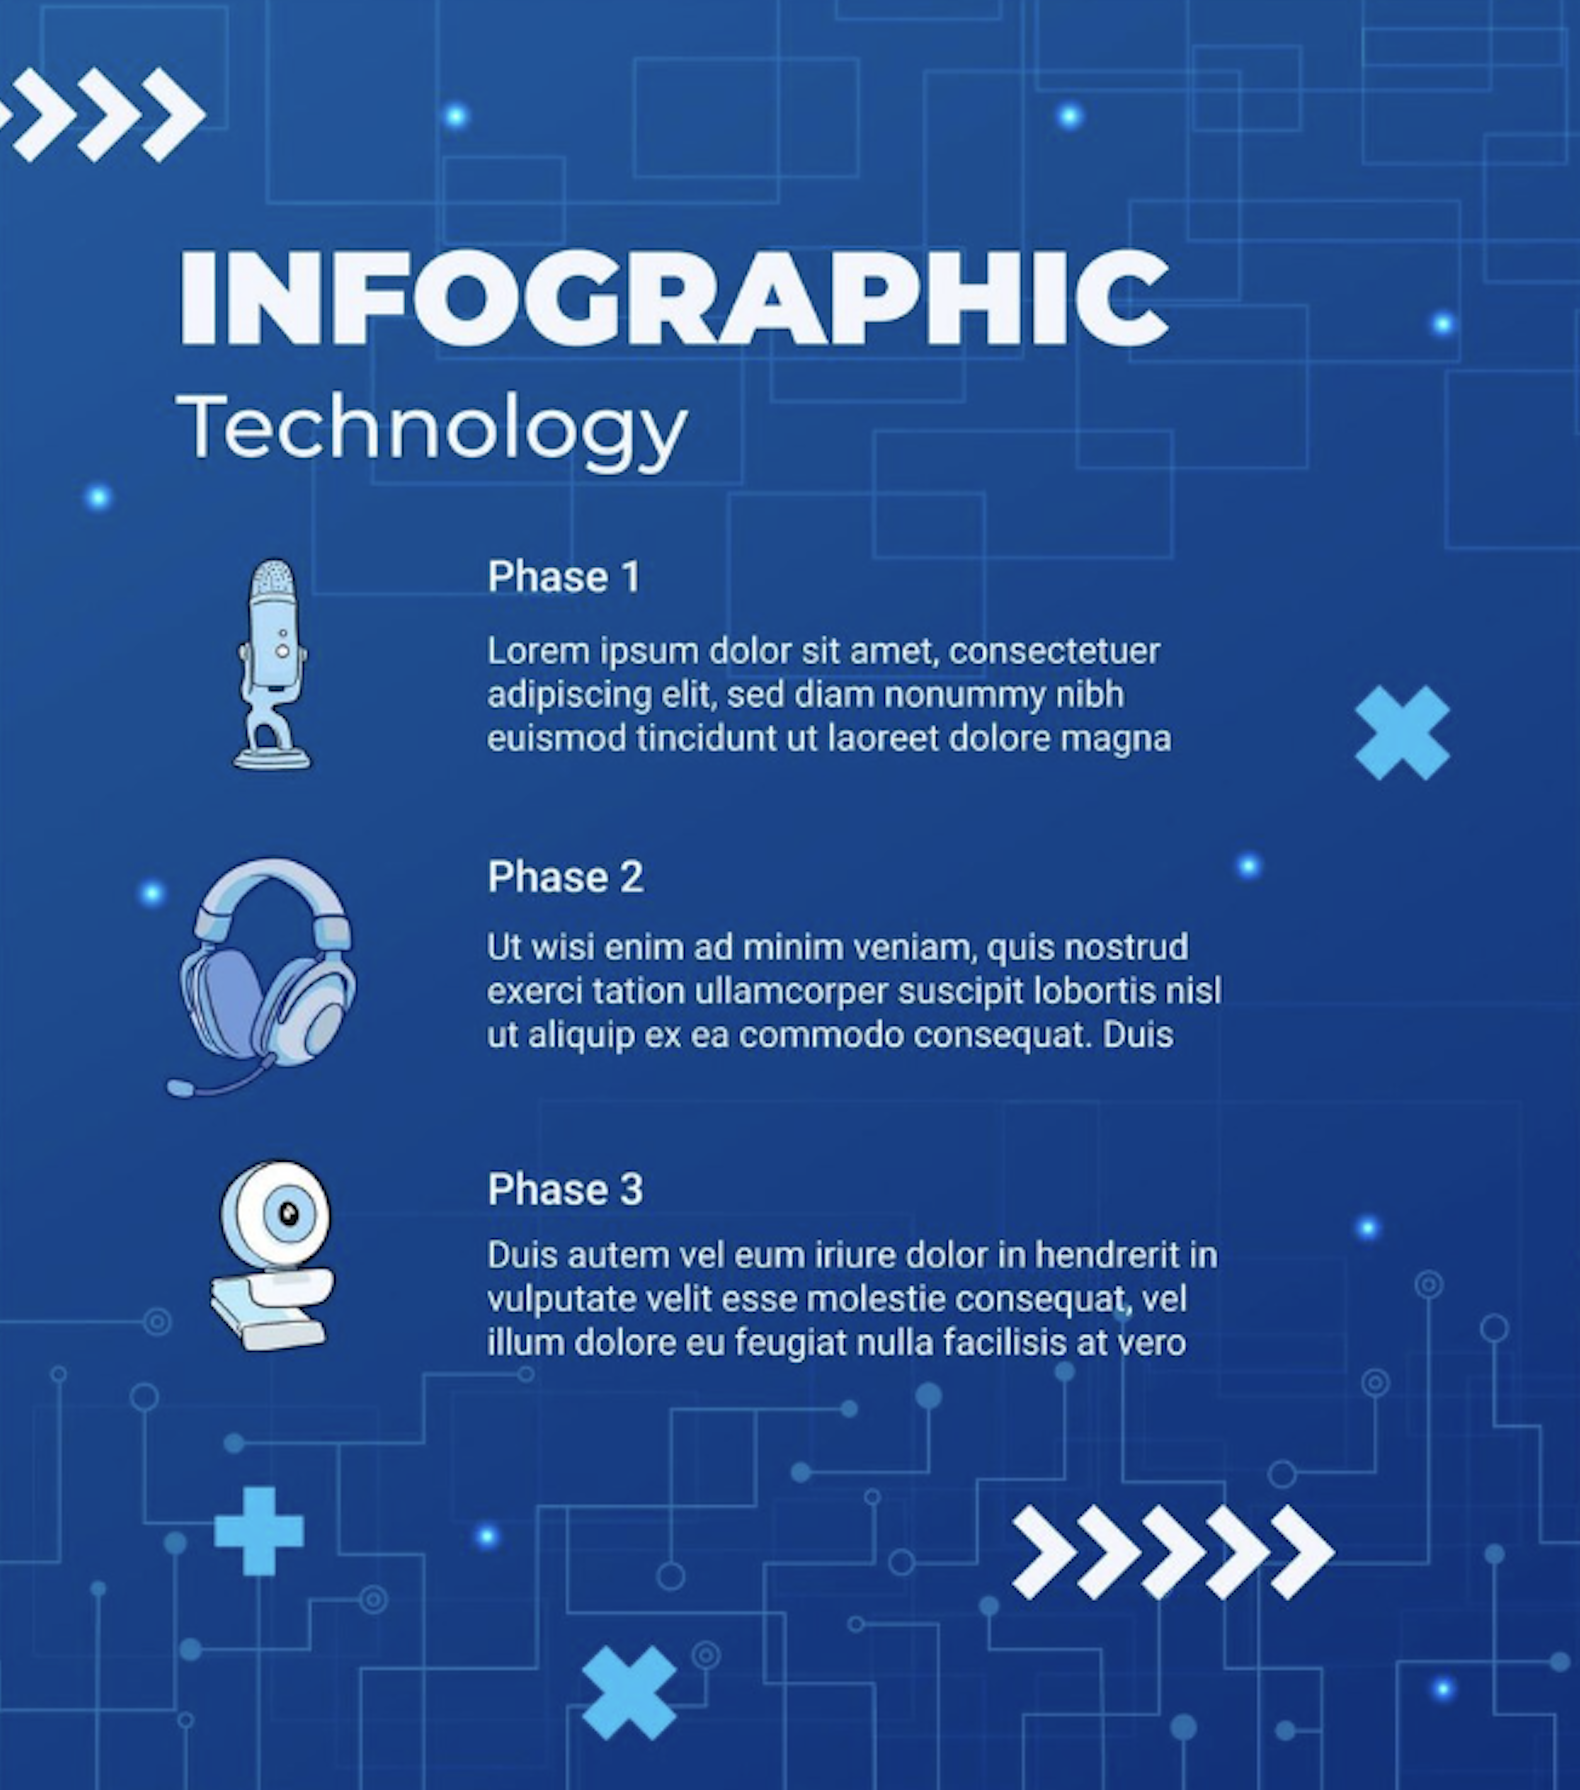 INFOGRAPHIC
Technology
Phase 1
Lorem ipsum dolor sit amet, consectetuer
adipiscing elit, sed diam nonummy nibh
euismod tincidunt ut laoreet dolore magna
Phase 2
Ut wisi enim ad minim veniam, quis nostrud
exerci tation ullamcorper suscipit lobortis nisl
ut aliquip ex ea commodo consequat. Duis
Phase 3
Duis autem vel eum iriure dolor in hendrerit in
vulputate velit esse molestie consequat, vel
illum dolore eu feugiat nulla facilisis at vero